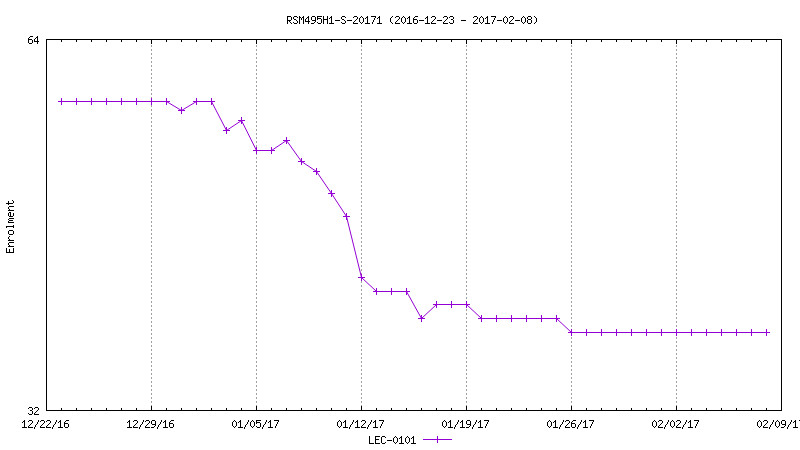 RSM495H1-S-20171 (2016-12-23 - 2017-02-08)
64
Enrolment
32
12/22/16 12/29/16 01/05/17 01/12/17 01/19/17 01/26/17 02/02/17 02/09/1
LEC-0101